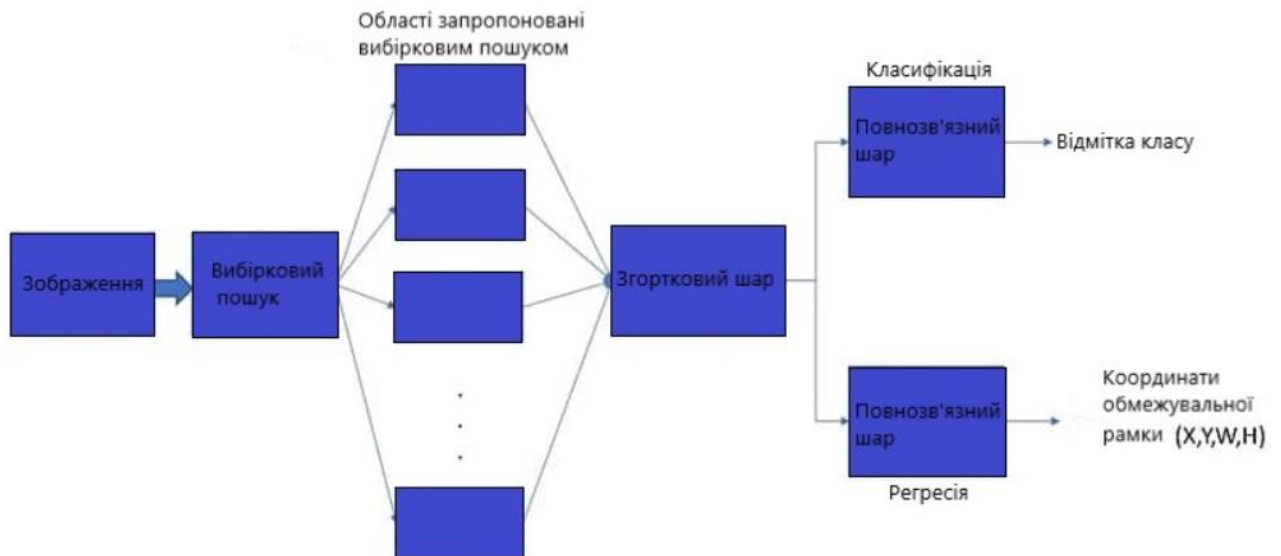 Області запропоновані
вибірковим пошуком
Зображення
Вибірковий
пошук
Згортковий шар
Класифікація
Повнозв'язний
шар
Відмітка класу
Повнозв'язний
шар
Регресія
Координати
обмежувальної
рамки (X,Y,W,H)